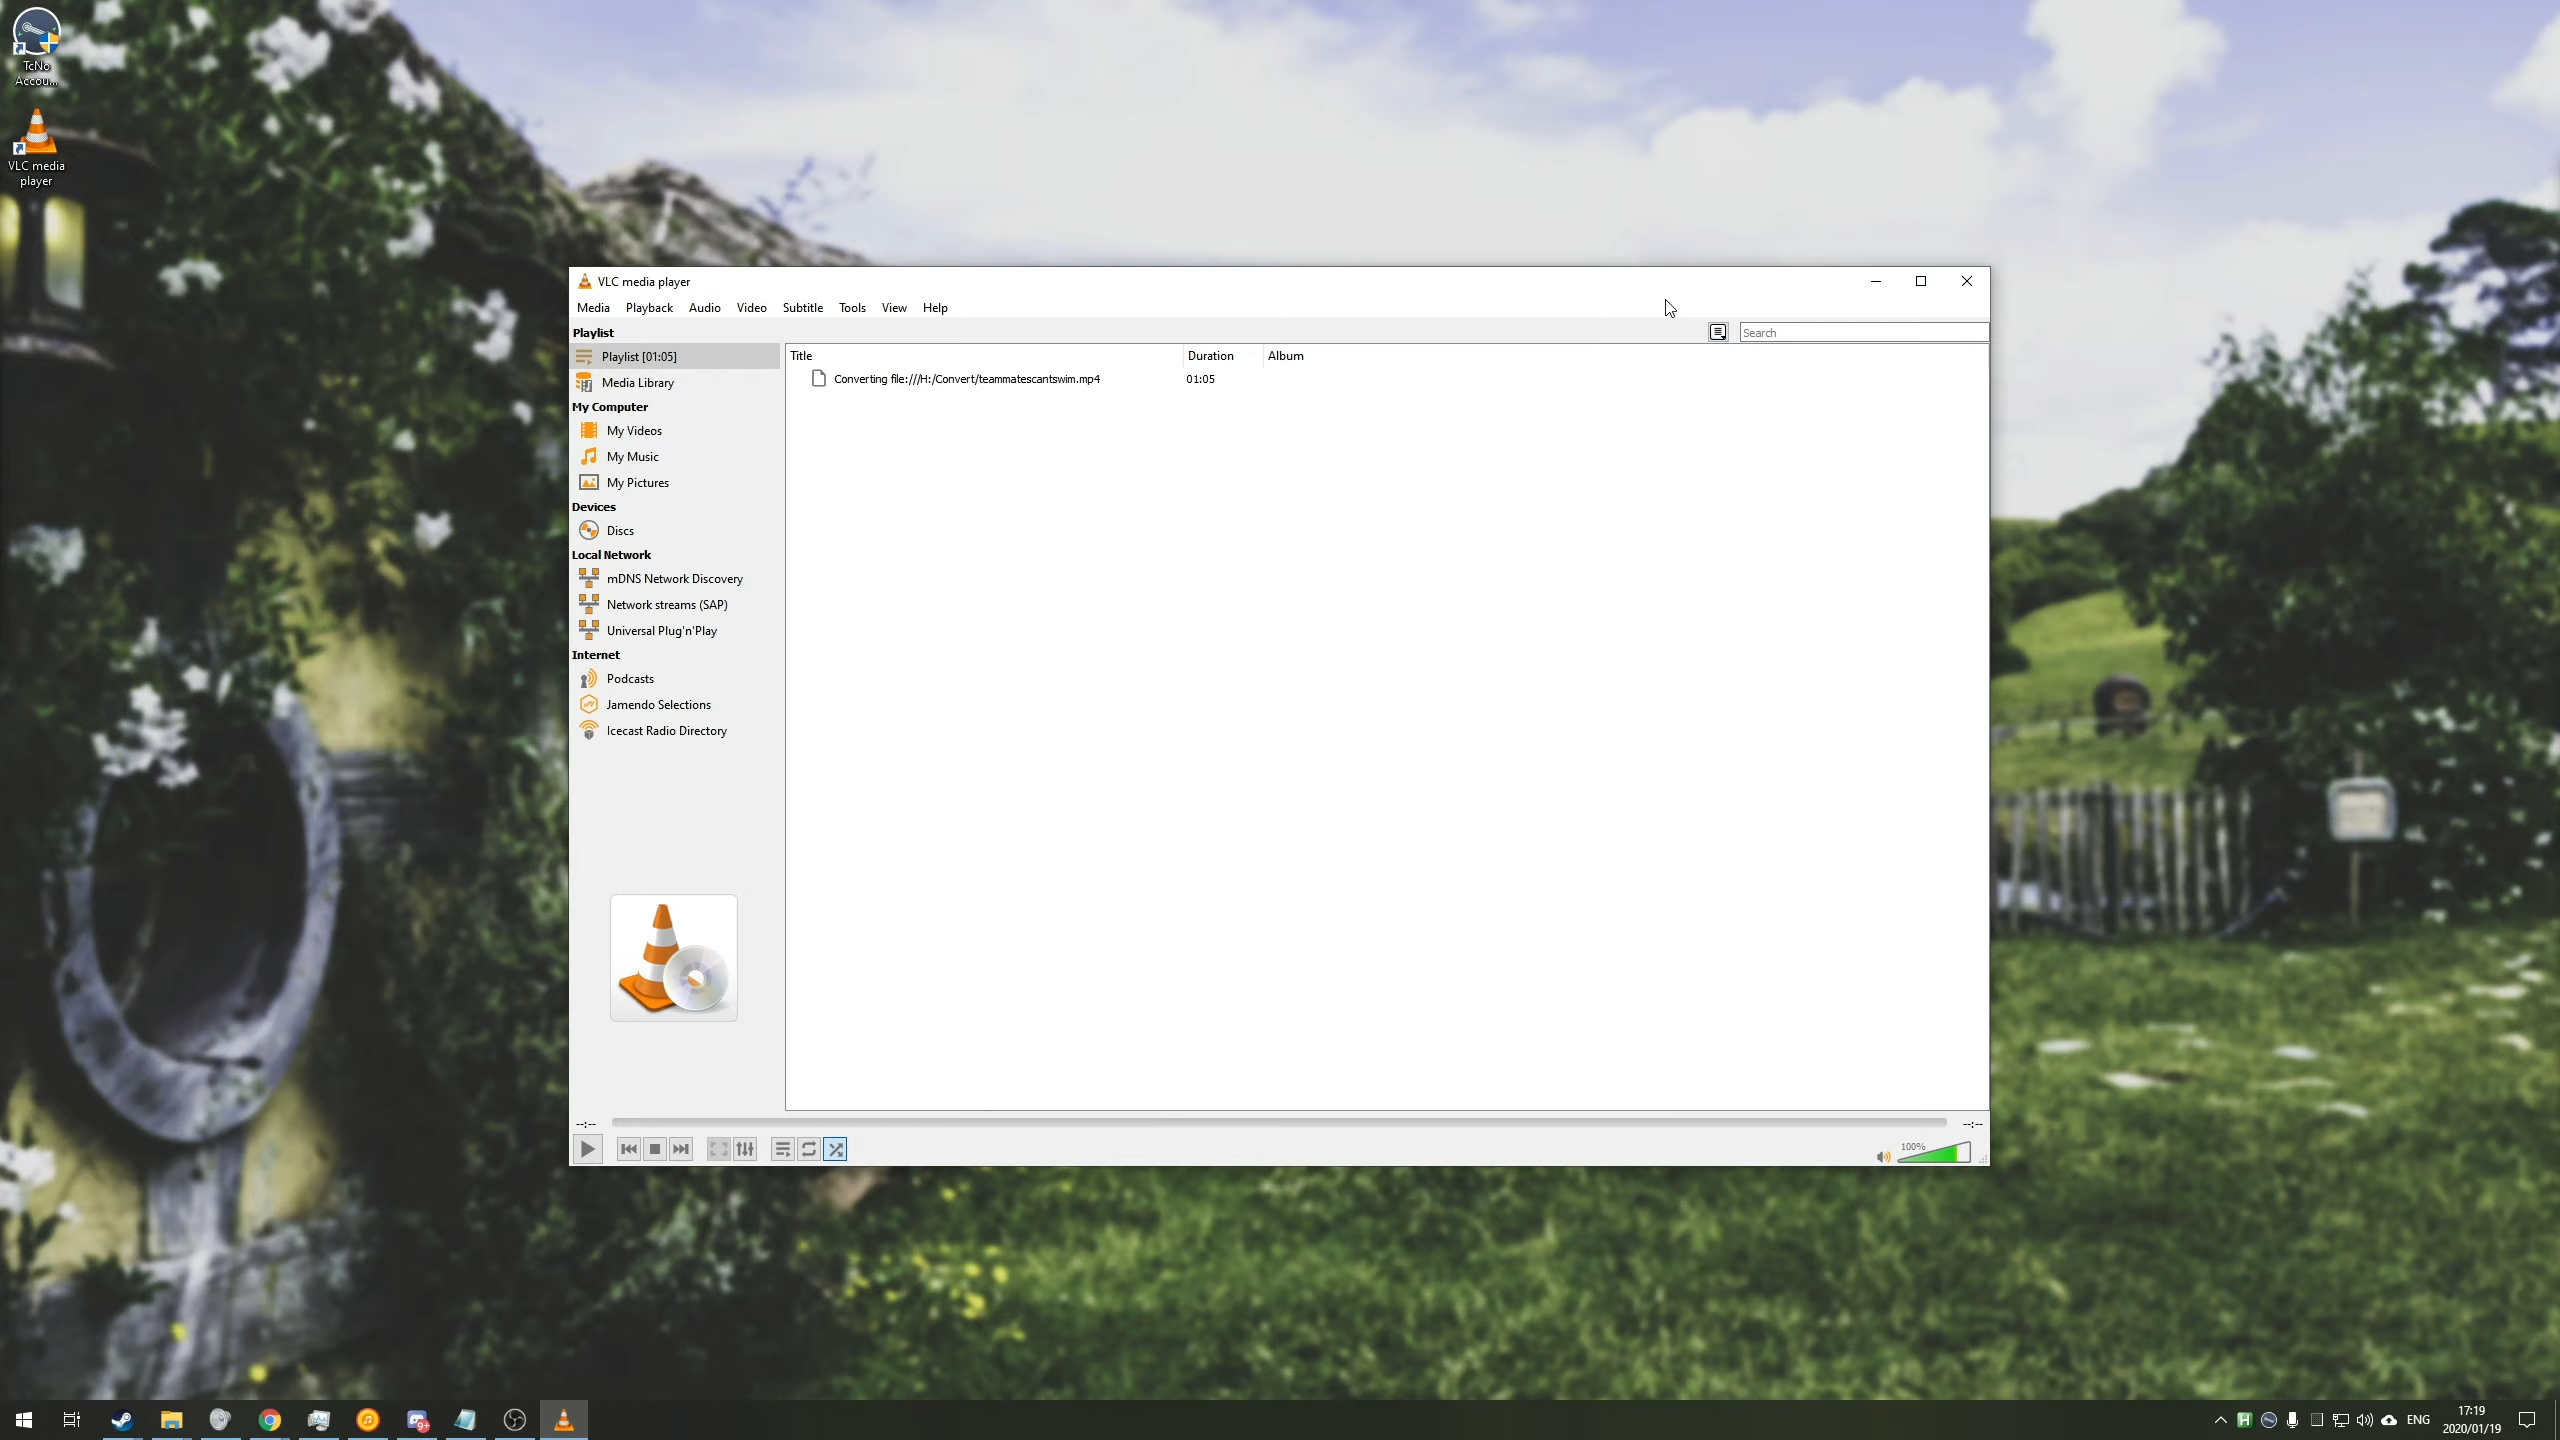 TcNo
Accou...
VLC media
player
VLC media player
Media Playback Audio Video Subtitle Tools View Help
Playlist
Search
Playlist [01:05]
Media Library
My Computer
My Videos
My Music
My Pictures
Devices
Discs
Local Network
mDNS Network Discovery
Network streams (SAP)
Universal Plug'n'Play
Internet
Podcasts
Jamendo Selections
Icecast Radio Directory
Title Duration Album
Converting file:///H:/Convert/teammatescantswim.mp4 01:05
--:-- --:--
100%
9+
ENG
17:19
2020/01/19